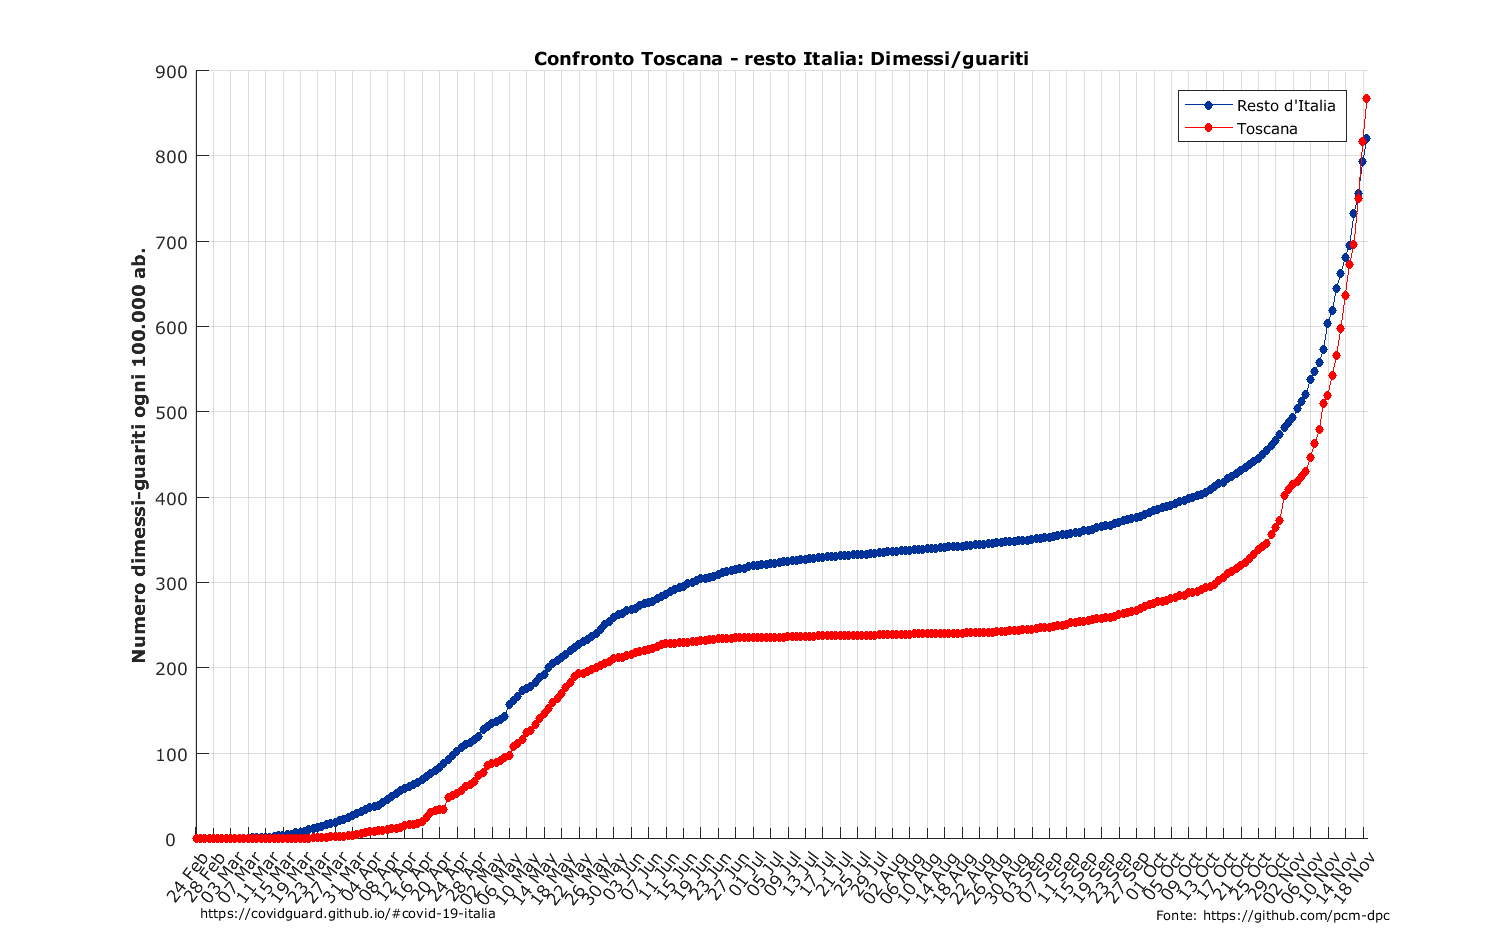 Confronto Toscana - resto Italia: Dimessi/guariti
Resto d'Italia
Toscana
Numero dimessi-guariti ogni 100.000 ab.
900
800
700
600
500
400
300
200
100
0
24 Feb
28 Feb
03 Mar
07 Mar
11 Mar
15 Mar
19 Mar
23 Mar
27 Mar
31 Mar
04 Apr
08 Apr
12 Apr
16 Apr
20 Apr
24 Apr
28 Apr
02 May
06 May
10 May
14 May
18 May
22 May
26 May
30 May
03 Jun
07 Jun
11 Jun
15 Jun
19 Jun
23 Jun
27 Jun
01 Jul
05 Jul
09 Jul
13 Jul
17 Jul
21 Jul
25 Jul
29 Jul
02 Aug
06 Aug
10 Aug
14 Aug
18 Aug
22 Aug
26 Aug
30 Aug
03 Sep
07 Sep
11 Sep
15 Sep
19 Sep
23 Sep
27 Sep
01 Oct
05 Oct
09 Oct
13 Oct
17 Oct
21 Oct
25 Oct
29 Oct
02 Nov
06 Nov
10 Nov
14 Nov
18 Nov
https://covidguard.github.io/#covid-19-italia
Fonte: https://github.com/pcm-dpc